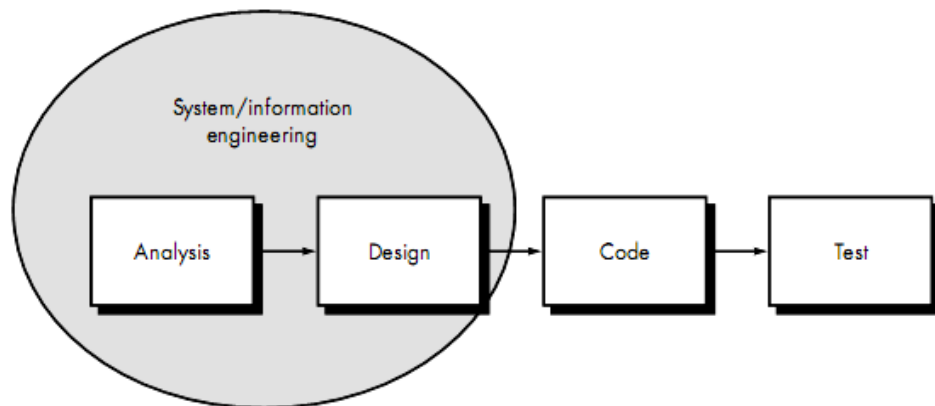 System/information
engineering
Analysis
Design
Code
Test